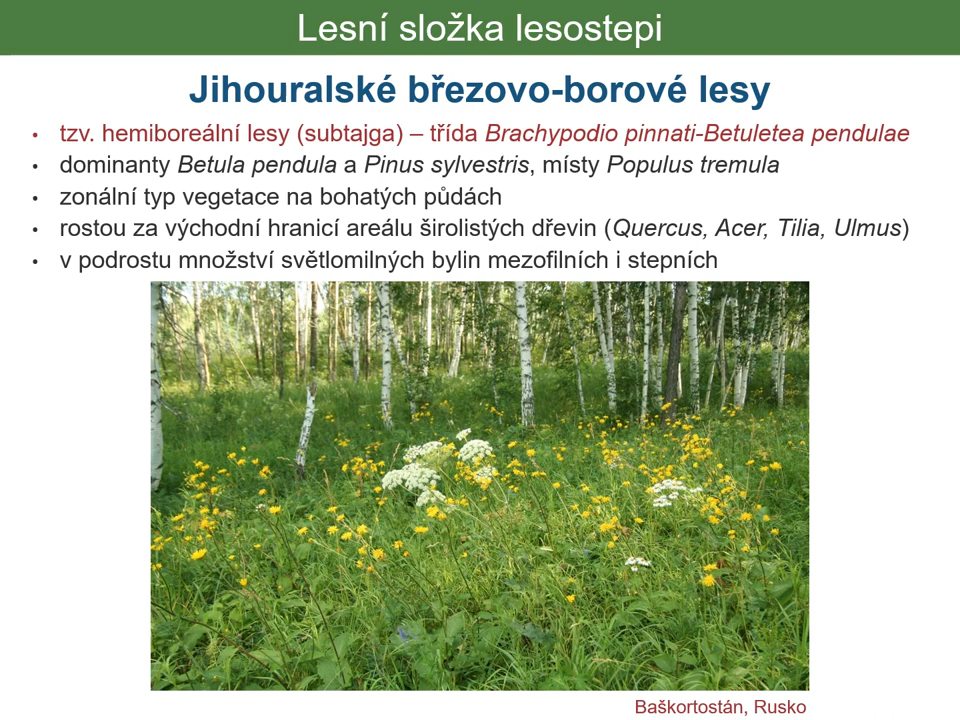 Lesní složka lesostepi
Jihouralské březovo-borové lesy
• tzv. hemiboreální lesy (subtajga) – třída Brachypodio pinnati-Betuletea pendulae
• dominanty Betula pendula a Pinus sylvestris, místy Populus tremula
• zonální typ vegetace na bohatých půdách
• rostou za východní hranicí areálu širolistých dřevin (Quercus, Acer, Tilia, Ulmus)
• v podrostu množství světlomilných bylin mezofilních i stepních
Baškortostán, Rusko